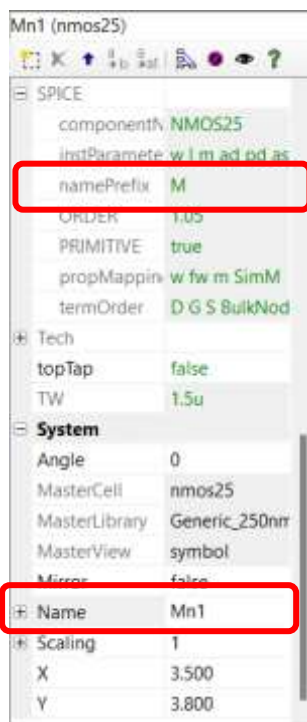 Mn1 (nmos25)
SPICE
componentN NMOS25
instParamete w l m ad pd as
namePrefix M
ORDER 1.05
PRIMITIVE true
propMappin w fw m SimM
termOrder D G S BulkNod
Tech
topTap false
TW 1.5u
System
Angle 0
MasterCell nmos25
MasterLibrary Generic_250nm
MasterView symbol
Mirror false
Name Mn1
Scaling 1
X 3.500
Y 3.800